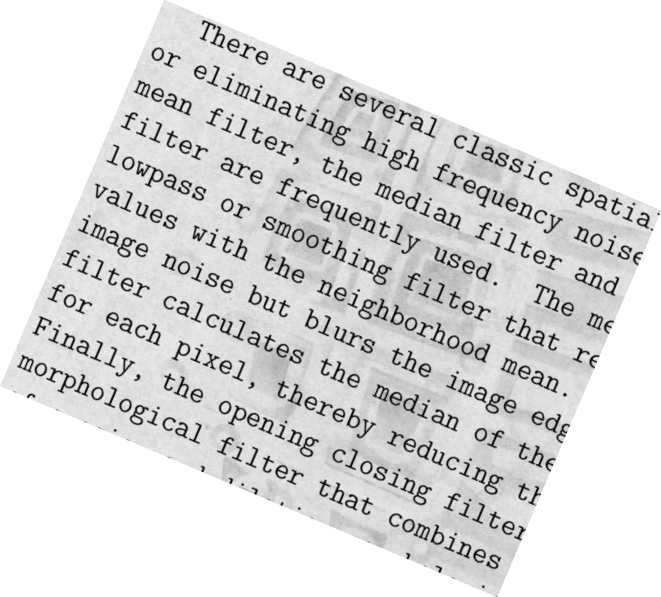 There are several classic spatial
or eliminating high frequency noise
mean filter, the median filter and
filter are frequently used. The me
lowpass or smoothing filter that re
values with the neighborhood mean.
image noise but blurs the image edg
filter calculates the median of the
for each pixel, thereby reducing th
Finally, the opening closing filter
morphological filter that combines